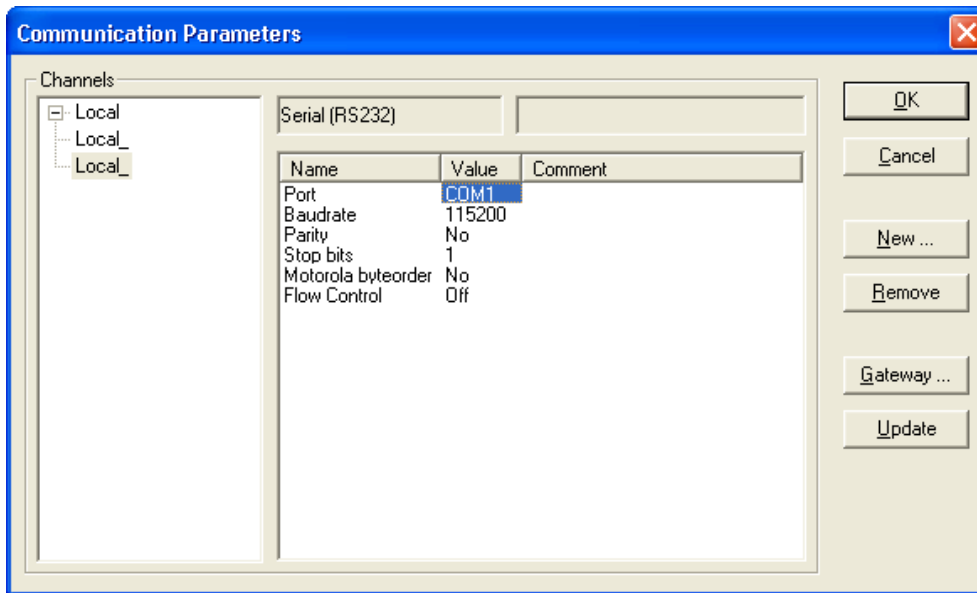 Communication Parameters
Channels
Local
Local_
Local_
Serial (RS232)
Name Value Comment
Port COM1
Baudrate 115200
Parity No
Stop bits 1
Motorola byteorder No
Flow Control Off
OK
Cancel
New ...
Remove
Gateway ...
Update